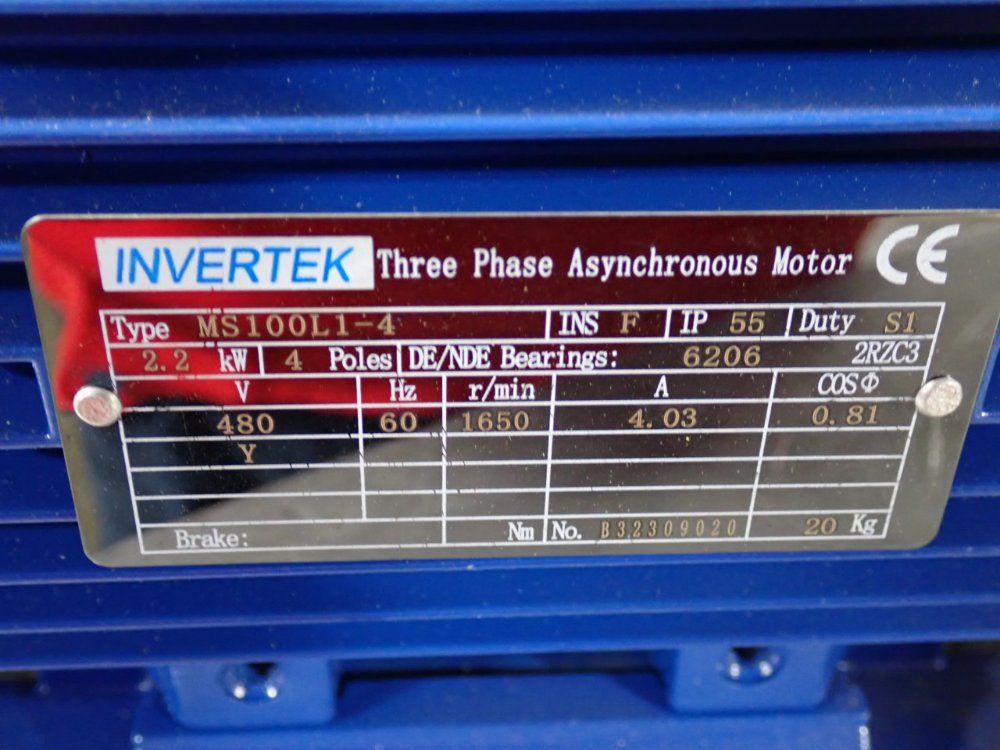 INVERTEK Three Phase Asynchronous Motor CE
Type MS100L1-4 INS F IP 55 Duty S1
2.2 kW 4 Poles DE/NDE Bearings: 6206 2RZC3
V Hz r/min A COSΦ
480 60 1650 4.03 0.81
Y
Brake: Nm No. B32309020 20 Kg